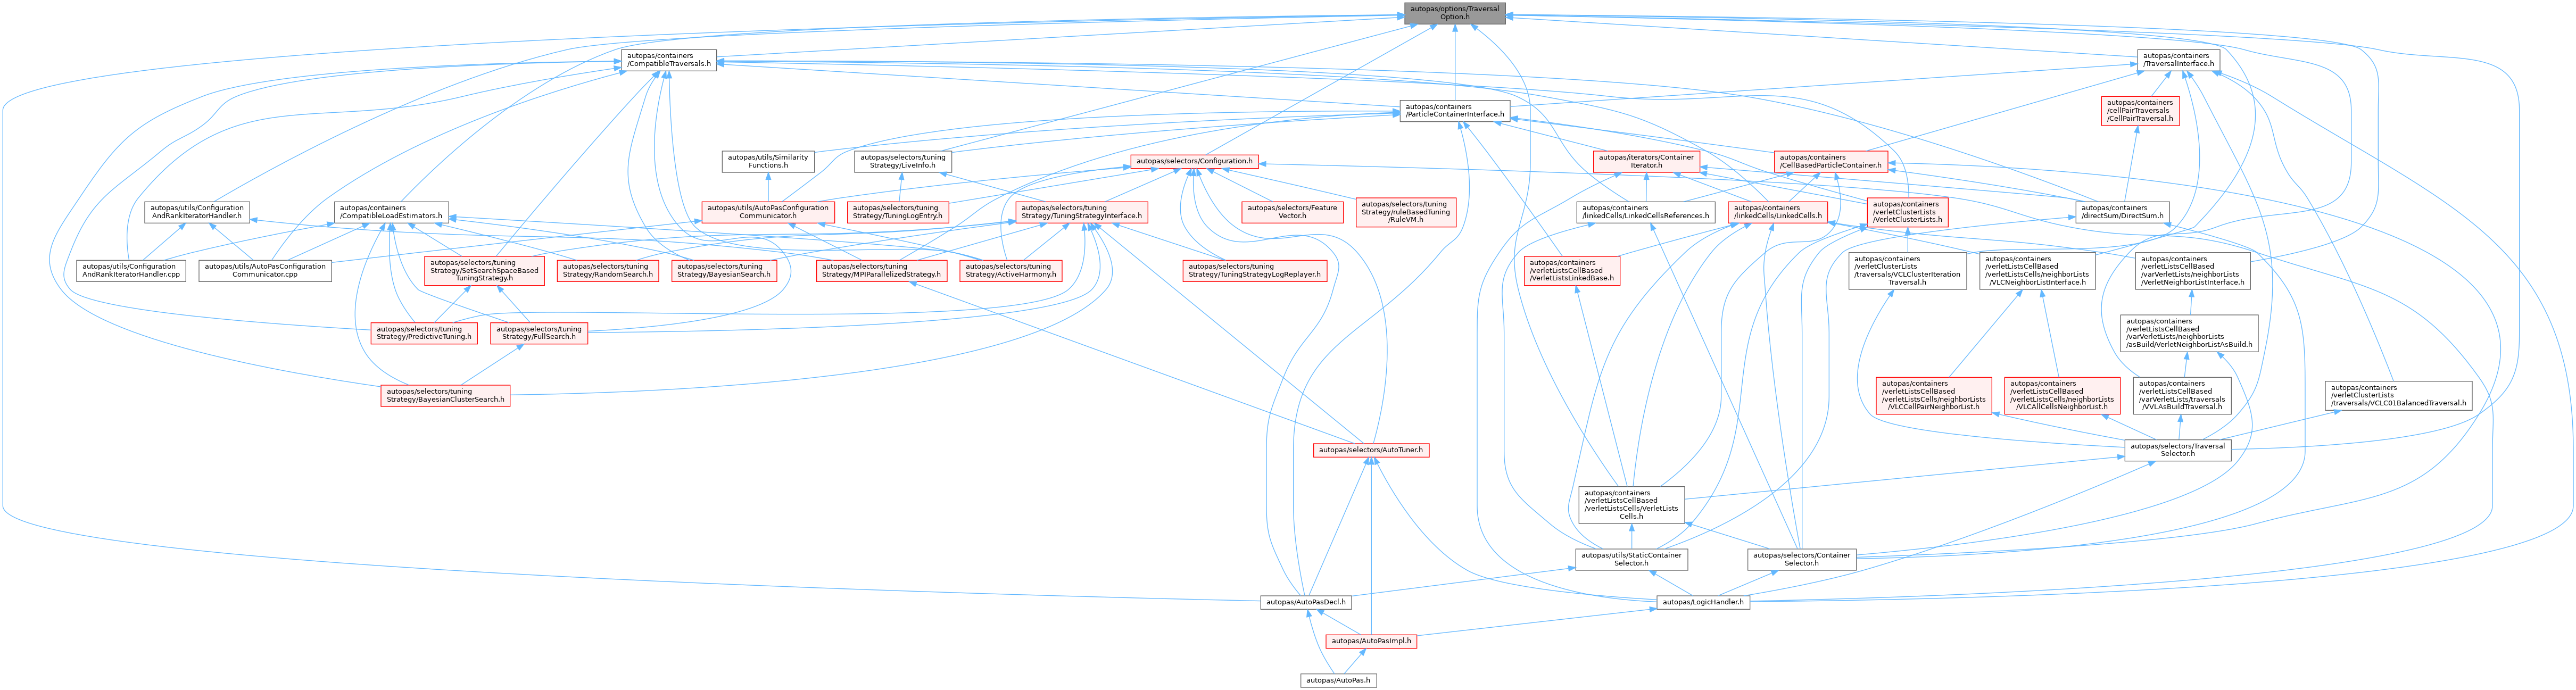 autopas/options/Traversal
Option.h
autopas/containers
/CompatibleTraversals.h
autopas/containers
/TraversalInterface.h
autopas/containers
/ParticleContainerInterface.h
autopas/containers
/cellPairTraversals
/CellPairTraversal.h
autopas/utils/Similarity
Functions.h
autopas/selectors/tuning
Strategy/LiveInfo.h
autopas/selectors/Configuration.h
autopas/iterators/Container
Iterator.h
autopas/containers
/CellBasedParticleContainer.h
autopas/utils/Configuration
AndRankIteratorHandler.h
autopas/containers
/CompatibleLoadEstimators.h
autopas/utils/AutoPasConfiguration
Communicator.h
autopas/selectors/tuning
Strategy/TuningLogEntry.h
autopas/selectors/tuning
Strategy/TuningStrategyInterface.h
autopas/selectors/Feature
Vector.h
autopas/selectors/tuning
Strategy/ruleBasedTuning
/RuleVM.h
autopas/containers
/linkedCells/LinkedCellsReferences.h
autopas/containers
/linkedCells/LinkedCells.h
autopas/containers
/verletClusterLists
/VerletClusterLists.h
autopas/containers
/directSum/DirectSum.h
autopas/utils/Configuration
AndRankIteratorHandler.cpp
autopas/utils/AutoPasConfiguration
Communicator.cpp
autopas/selectors/tuning
Strategy/SetSearchSpaceBased
TuningStrategy.h
autopas/selectors/tuning
Strategy/RandomSearch.h
autopas/selectors/tuning
Strategy/BayesianSearch.h
autopas/selectors/tuning
Strategy/MPIParallelizedStrategy.h
autopas/selectors/tuning
Strategy/ActiveHarmony.h
autopas/selectors/tuning
Strategy/TuningStrategyLogReplayer.h
autopas/containers
/verletListsCellBased
/VerletListsLinkedBase.h
autopas/containers
/verletClusterLists
/traversals/VCLClusterIteration
Traversal.h
autopas/containers
/verletListsCellBased
/verletListsCells/neighborLists
/VLCNeighborListInterface.h
autopas/containers
/verletListsCellBased
/varVerletLists/neighborLists
/VerletNeighborListInterface.h
autopas/selectors/tuning
Strategy/PredictiveTuning.h
autopas/selectors/tuning
Strategy/FullSearch.h
autopas/containers
/verletListsCellBased
/varVerletLists/neighborLists
/asBuild/VerletNeighborListAsBuild.h
autopas/selectors/tuning
Strategy/BayesianClusterSearch.h
autopas/containers
/verletListsCellBased
/verletListsCells/neighborLists
/VLCCellPairNeighborList.h
autopas/containers
/verletListsCellBased
/verletListsCells/neighborLists
/VLCAllCellsNeighborList.h
autopas/containers
/verletListsCellBased
/varVerletLists/traversals
/VVLAsBuildTraversal.h
autopas/containers
/verletClusterLists
/traversals/VCLC01BalancedTraversal.h
autopas/selectors/AutoTuner.h
autopas/selectors/Traversal
Selector.h
autopas/containers
/verletListsCellBased
/verletListsCells/VerletLists
Cells.h
autopas/utils/StaticContainer
Selector.h
autopas/selectors/Container
Selector.h
autopas/AutoPasDecl.h
autopas/LogicHandler.h
autopas/AutoPasImpl.h
autopas/AutoPas.h